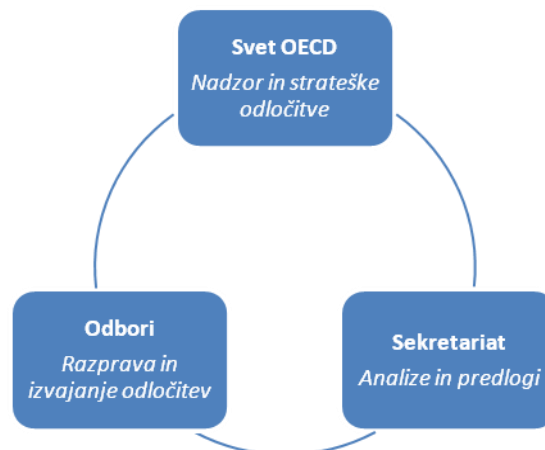 Svet OECD
Nadzor in strateške
odločitve
Odbori
Razprava in
izvajanje odločitev
Sekretariat
Analize in predlogi